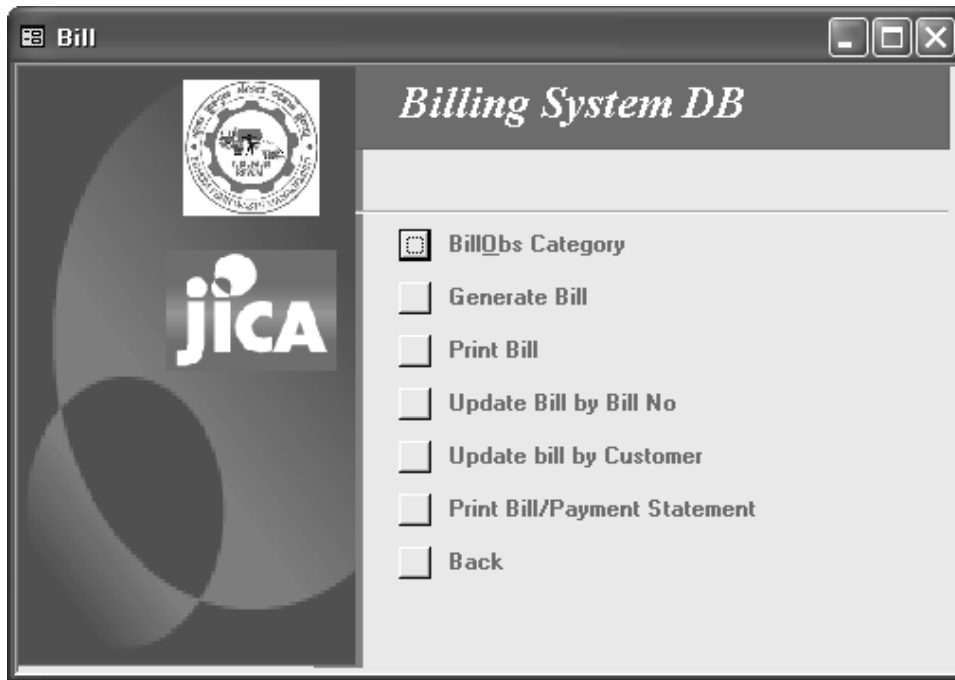 Bill
Billing System DB
jICA
BillObs Category
Generate Bill
Print Bill
Update Bill by Bill No
Update bill by Customer
Print Bill/Payment Statement
Back